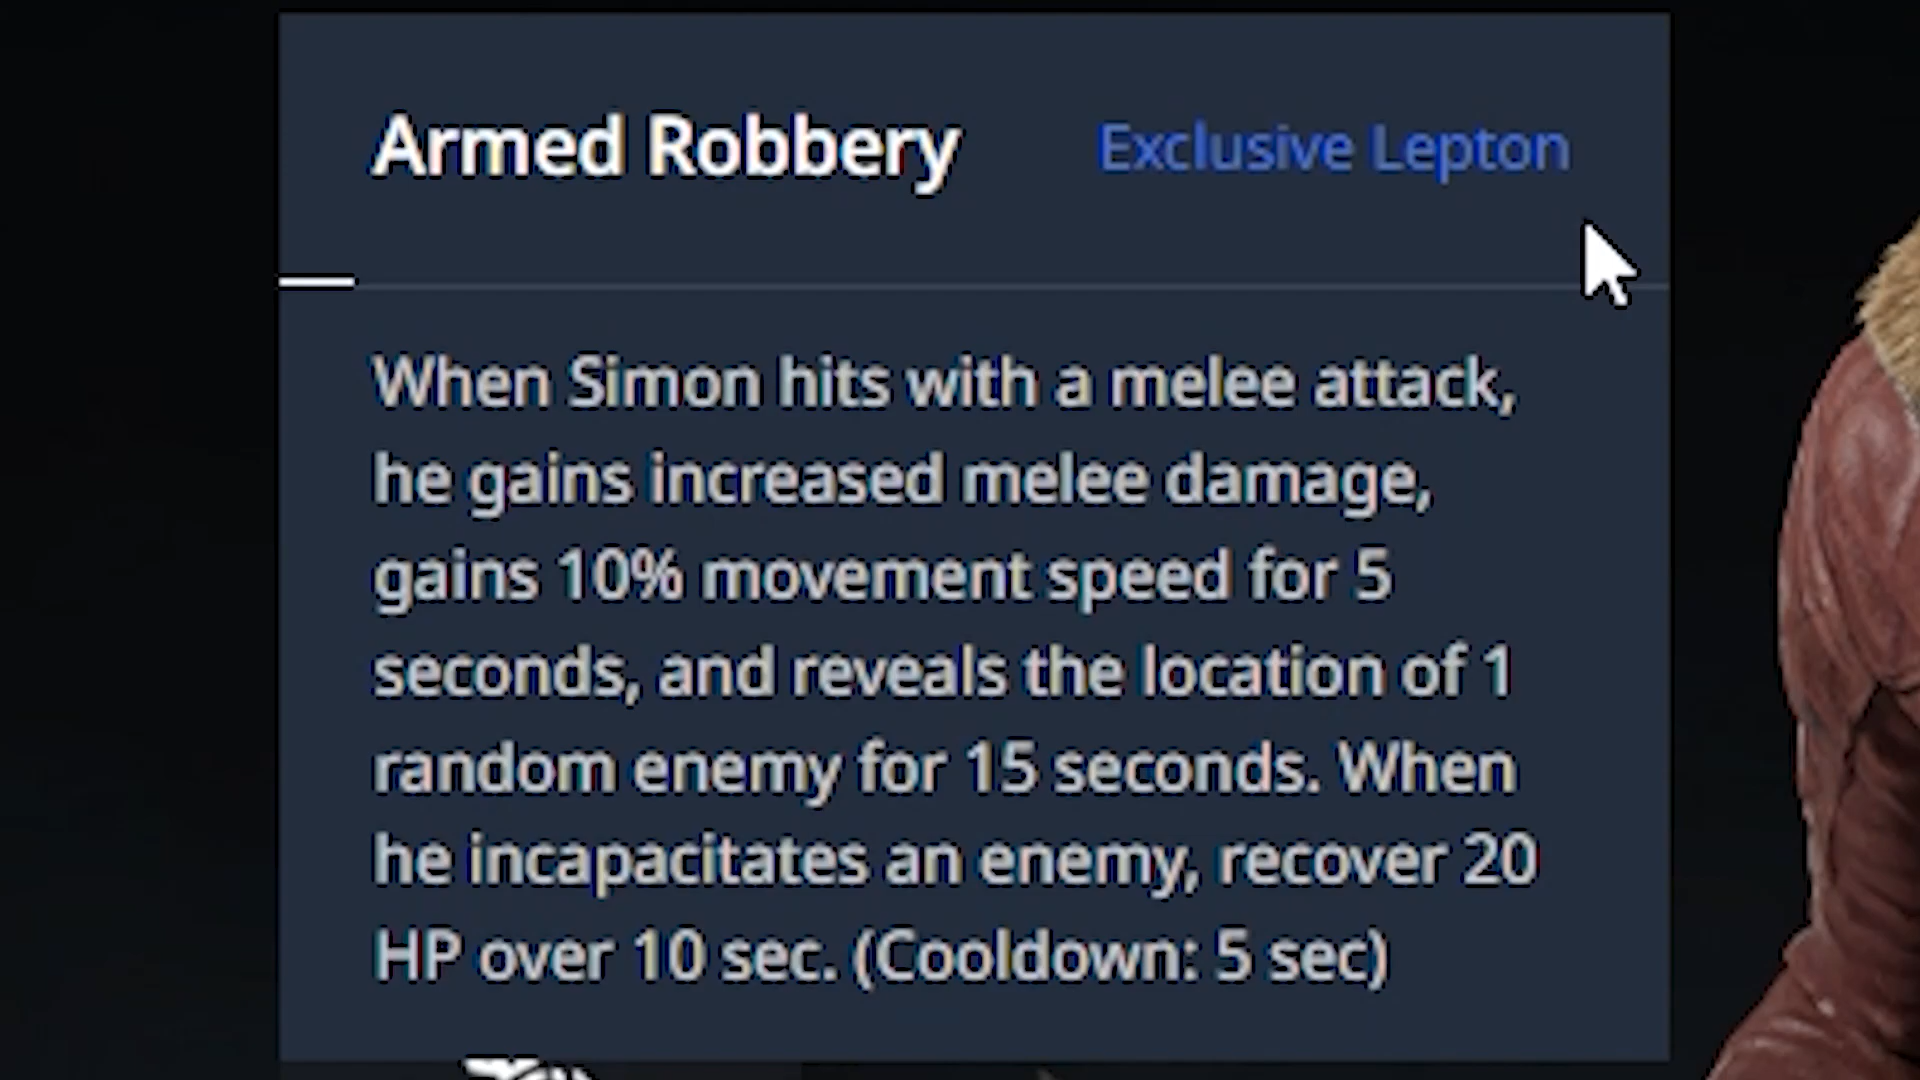 Armed Robbery
Exclusive Lepton
When Simon hits with a melee attack,
he gains increased melee damage,
gains 10% movement speed for 5
seconds, and reveals the location of 1
random enemy for 15 seconds. When
he incapacitates an enemy, recover 20
HP over 10 sec. (Cooldown: 5 sec)